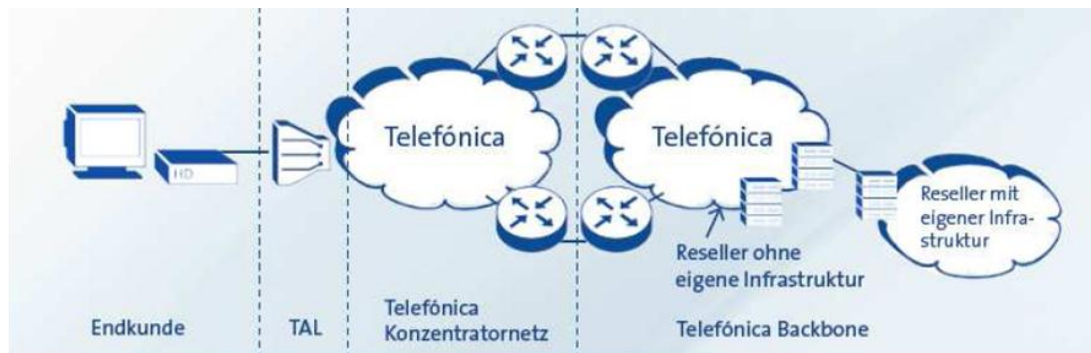 Telefónica
Telefónica
HD
Reseller mit
eigener Infra-
struktur
Reseller ohne
eigene Infrastruktur
Endkunde
TAL
Telefónica
Konzentratornetz
Telefónica Backbone